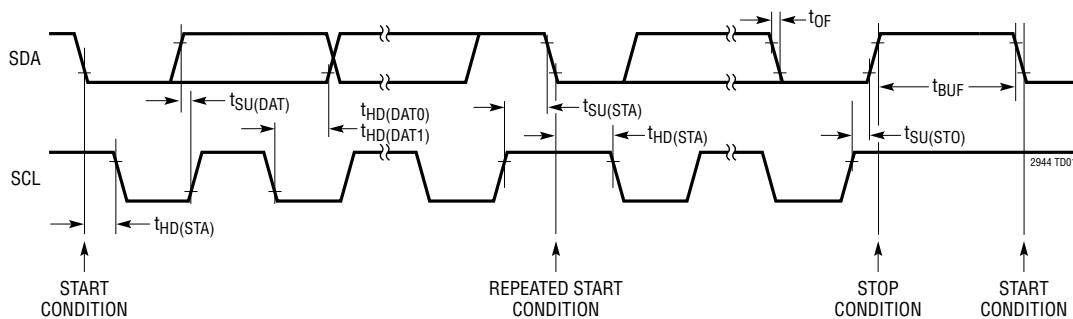 SDA
tOF
tSU(DAT)
tHD(DAT0)
tHD(DAT1)
tSU(STA)
tHD(STA)
tBUF
tSU(STO)
SCL
2944 TD01
tHD(STA)
START
CONDITION
REPEATED START
CONDITION
STOP
CONDITION
START
CONDITION